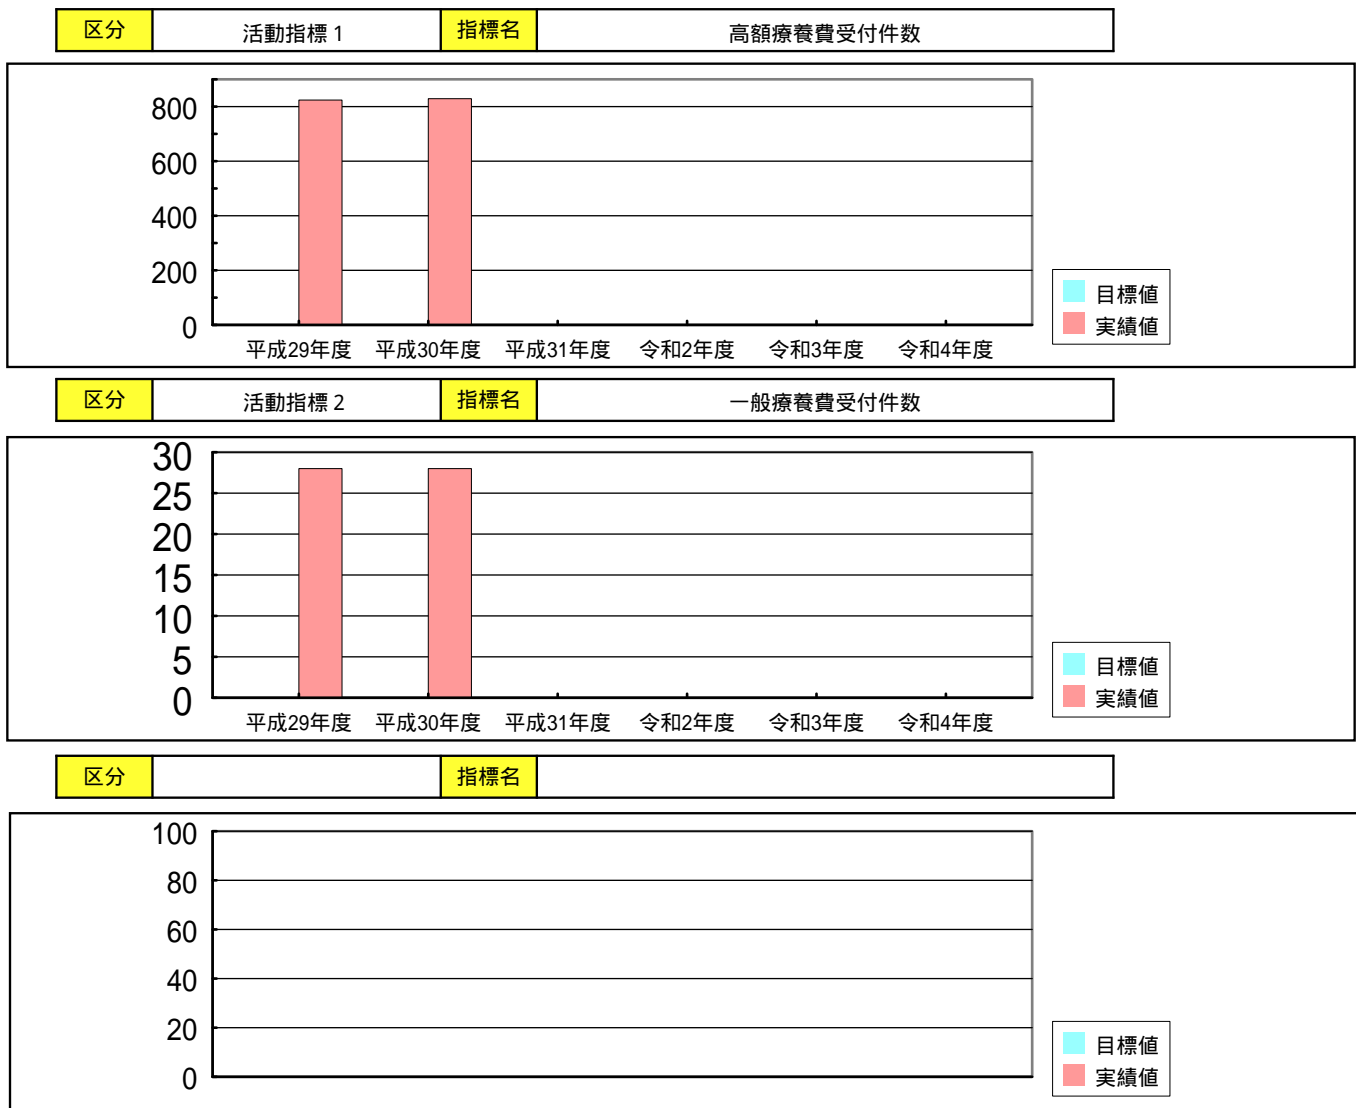 区分 活動指標1 指標名 高額療養費受付件数
800
600
400
200
0
平成29年度 平成30年度 平成31年度 令和2年度 令和3年度 令和4年度
目標値
実績値
区分 活動指標2 指標名 一般療養費受付件数
30
25
20
15
10
5
0
平成29年度 平成30年度 平成31年度 令和2年度 令和3年度 令和4年度
目標値
実績値
区分 指標名
100
80
60
40
20
0
目標値
実績値